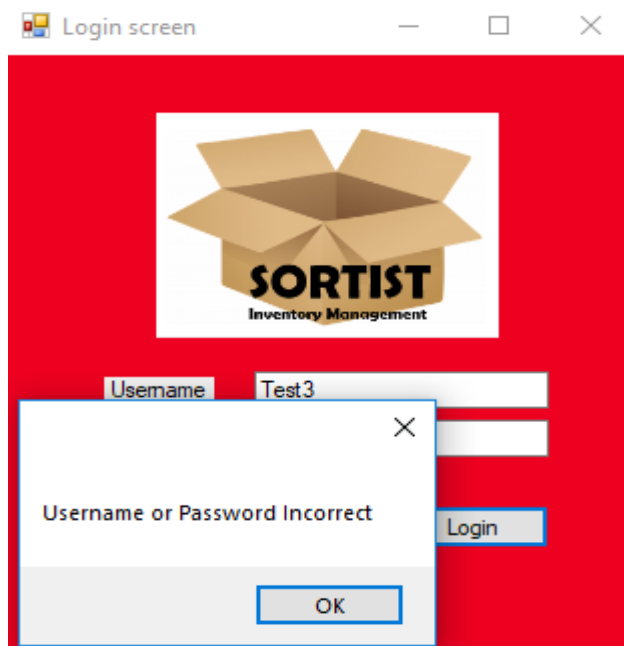 Login screen
SORTIST
Inventory Management
Username
Test3
Username or Password Incorrect
Login
OK